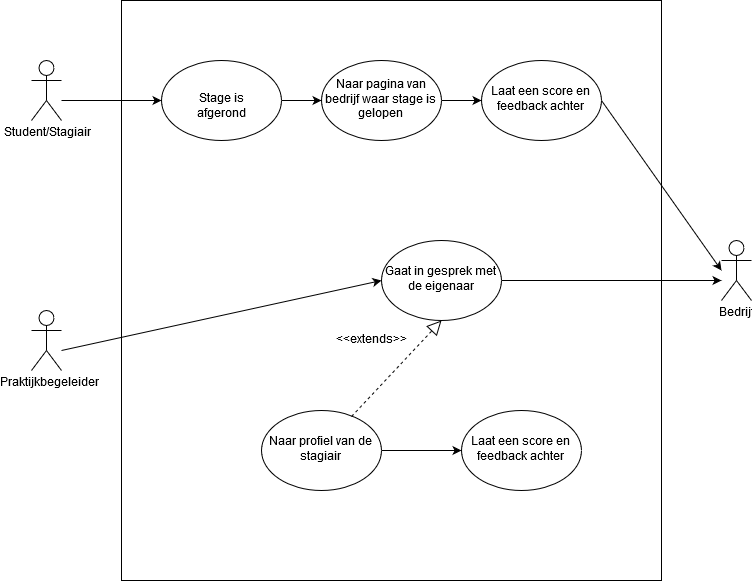 Stage is
afgerond
Naar pagina van
bedrijf waar stage is
gelopen
Laat een score en
feedback achter
Student/Stagiair
Gaat in gesprek met
de eigenaar
Bedrijf
<<extends>>
Praktijkbegeleider
Naar profiel van de
stagiair
Laat een score en
feedback achter